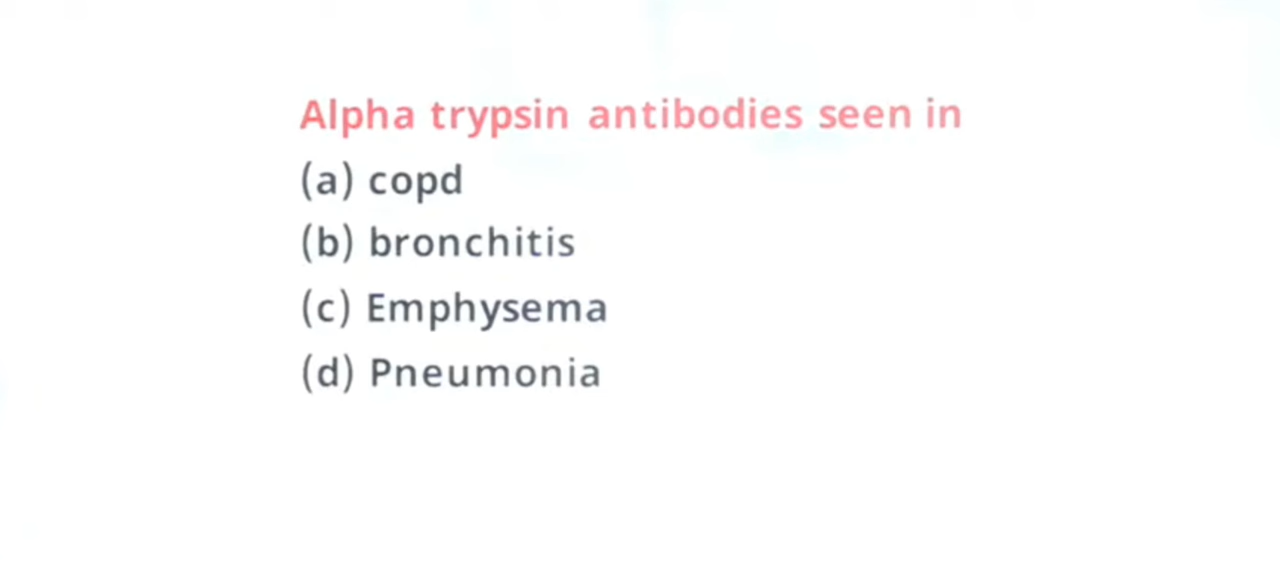 Alpha trypsin antibodies seen in
(a) copd
(b) bronchitis
(c) Emphysema
(d) Pneumonia